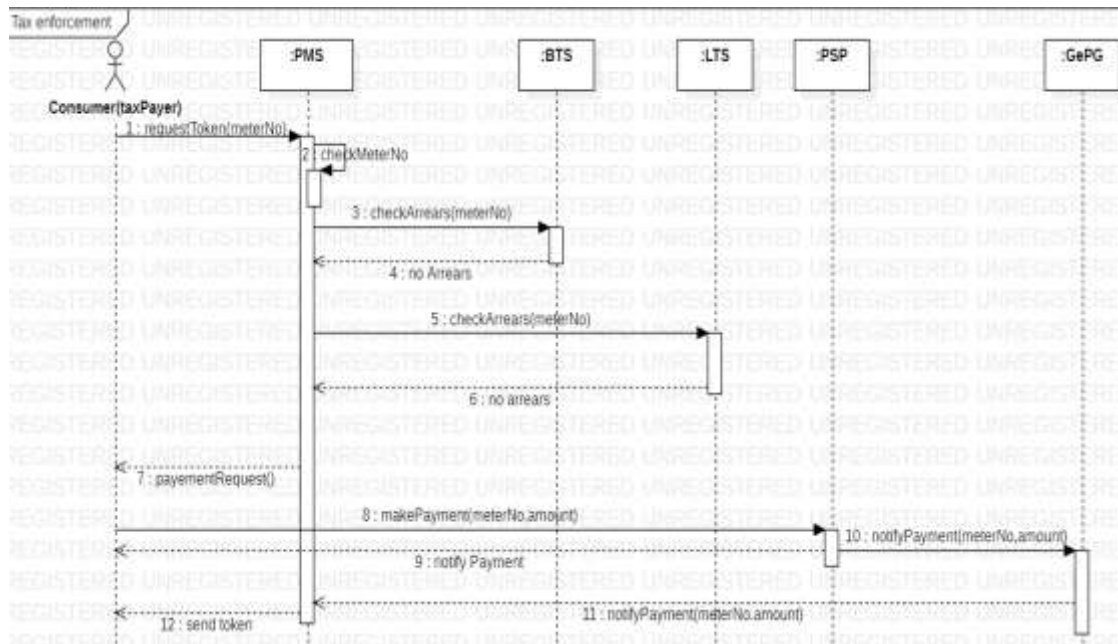 Tax enforcement
:PMS
:BTS
:LTS
:PSP
:GePG
Consumer(taxPayer)
1 : requestToken(meterNo)
2 : checkMeterNo
3 : checkArrears(meterNo)
4 : no Arrears
5 : checkArrears(meterNo)
6 : no arrears
7 : payementRequest()
8 : makePayment(meterNo,amount)
10 : notifyPayment(meterNo,amount)
9 : notify Payment
11 : notifyPayment(meterNo.amount)
12 : send token
UNREGISTERED